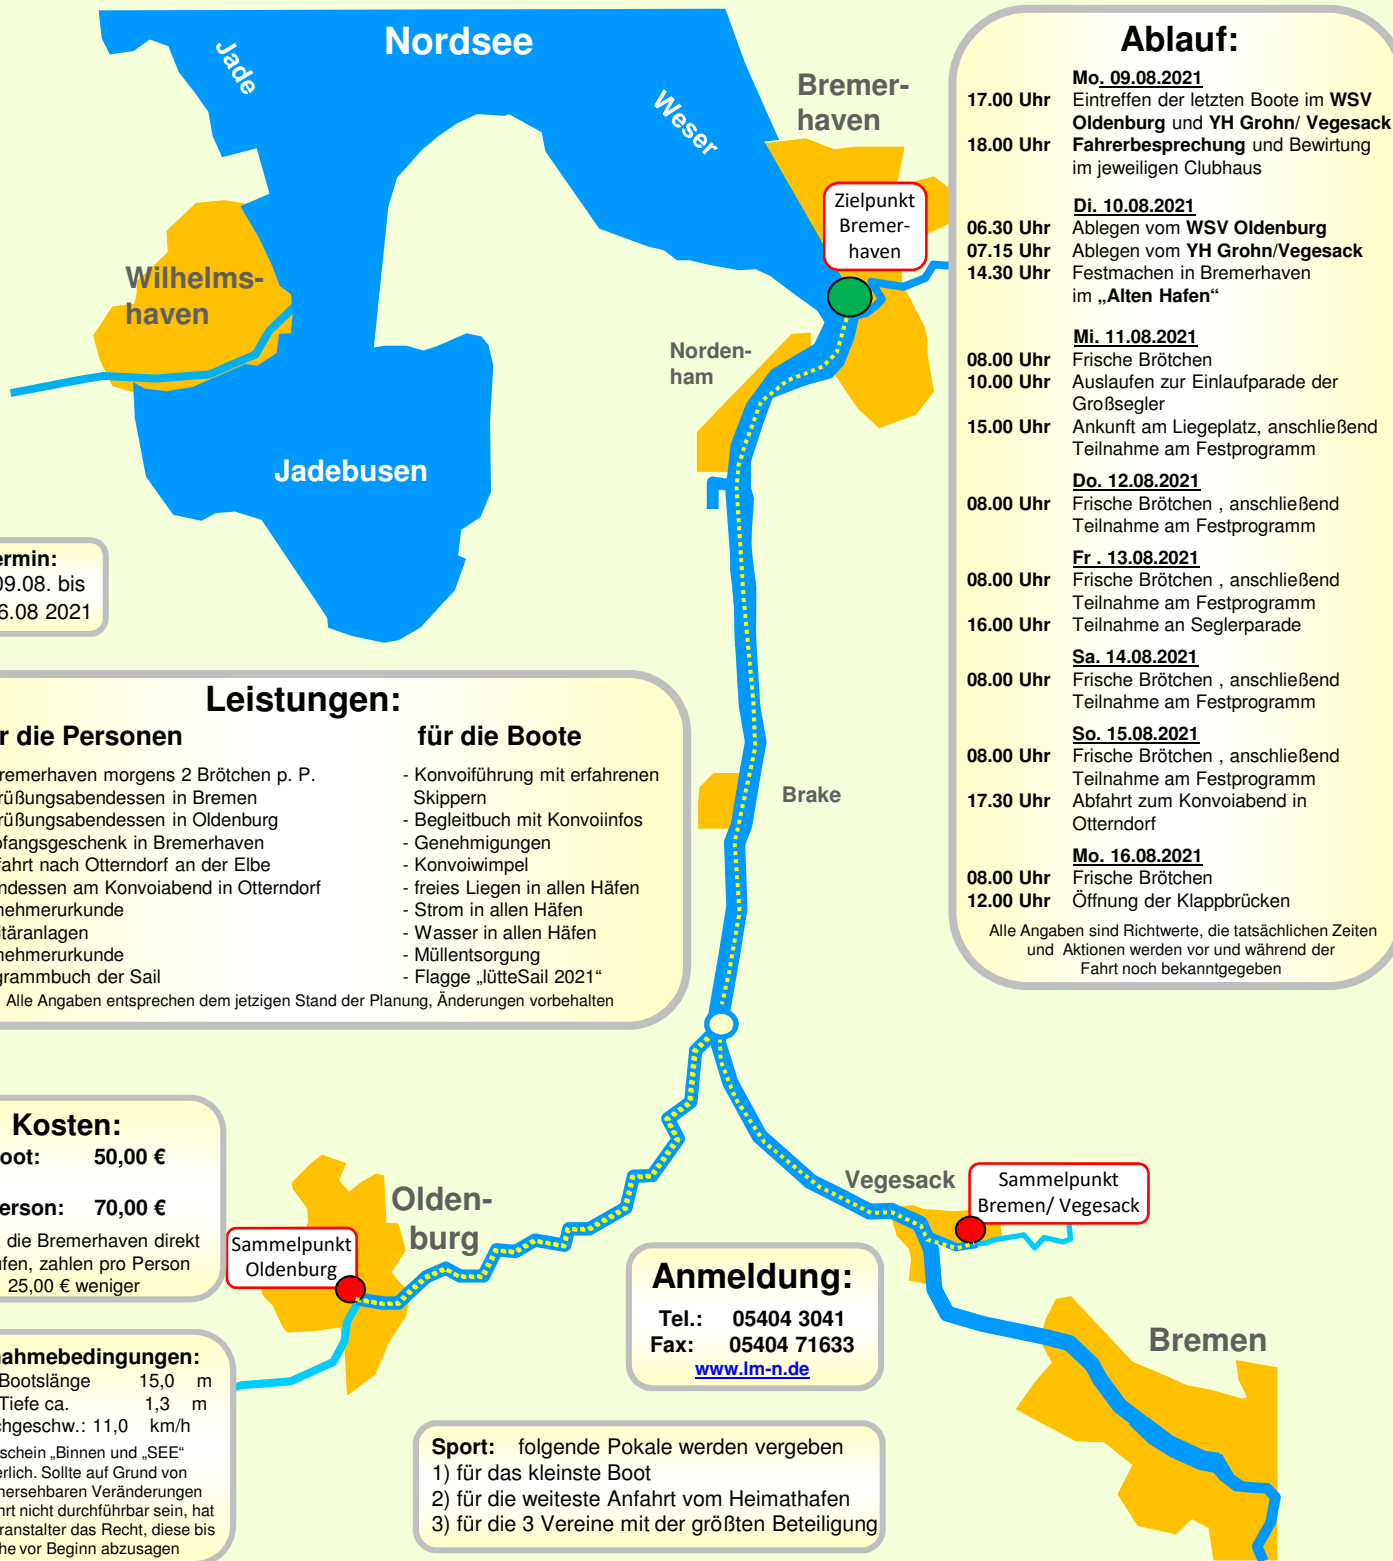 Nordsee
Jade
Weser
Bremer-
haven
Zielpunkt
Bremer-
haven
Wilhelms-
haven
Norden-
ham
Jadebusen
Ablauf:
Mo. 09.08.2021
17.00 Uhr Eintreffen der letzten Boote im WSV
Oldenburg und YH Grohn/ Vegesack
18.00 Uhr Fahrerbesprechung und Bewirtung
im jeweiligen Clubhaus
Di. 10.08.2021
06.30 Uhr Ablegen vom WSV Oldenburg
07.15 Uhr Ablegen vom YH Grohn/Vegesack
14.30 Uhr Festmachen in Bremerhaven
im „Alten Hafen“
Mi. 11.08.2021
08.00 Uhr Frische Brötchen
10.00 Uhr Auslaufen zur Einlaufparade der
Großsegler
15.00 Uhr Ankunft am Liegeplatz, anschließend
Teilnahme am Festprogramm
Do. 12.08.2021
08.00 Uhr Frische Brötchen , anschließend
Teilnahme am Festprogramm
Fr . 13.08.2021
08.00 Uhr Frische Brötchen , anschließend
Teilnahme am Festprogramm
16.00 Uhr Teilnahme an Seglerparade
Sa. 14.08.2021
08.00 Uhr Frische Brötchen , anschließend
Teilnahme am Festprogramm
So. 15.08.2021
08.00 Uhr Frische Brötchen , anschließend
Teilnahme am Festprogramm
17.30 Uhr Abfahrt zum Konvoiabend in
Otterndorf
Mo. 16.08.2021
08.00 Uhr Frische Brötchen
12.00 Uhr Öffnung der Klappbrücken
Alle Angaben sind Richtwerte, die tatsächlichen Zeiten
und Aktionen werden vor und während der
Fahrt noch bekanntgegeben
ermin:
09.08. bis
6.08 2021
Leistungen:
r die Personen
remerhaven morgens 2 Brötchen p. P.
rüßungsabendessen in Bremen
rüßungsabendessen in Oldenburg
pfangsgeschenk in Bremerhaven
fahrt nach Otterndorf an der Elbe
ndessen am Konvoiabend in Otterndorf
nehmerurkunde
itäranlagen
nehmerurkunde
grammbuch der Sail
für die Boote
- Konvoiführung mit erfahrenen
Skippern
- Begleitbuch mit Konvoiinfos
- Genehmigungen
- Konvoiwimpel
- freies Liegen in allen Häfen
- Strom in allen Häfen
- Wasser in allen Häfen
- Müllentsorgung
- Flagge „lütteSail 2021“
Alle Angaben entsprechen dem jetzigen Stand der Planung, Änderungen vorbehalten
Brake
Kosten:
oot: 50,00 €
erson: 70,00 €
die Bremerhaven direkt
ufen, zahlen pro Person
25,00 € weniger
Olden-
burg
Sammelpunkt
Oldenburg
Vegesack
Sammelpunkt
Bremen/ Vegesack
Bremen
Anmeldung:
Tel.: 05404 3041
Fax: 05404 71633
www.lm-n.de
nahmebedingungen:
Bootslänge 15,0 m
Tiefe ca. 1,3 m
chgeschw.: 11,0 km/h
schein „Binnen und „SEE“
erlich. Sollte auf Grund von
hersehbaren Veränderungen
hrt nicht durchführbar sein, hat
ranstalter das Recht, diese bis
he vor Beginn abzusagen
Sport: folgende Pokale werden vergeben
1) für das kleinste Boot
2) für die weiteste Anfahrt vom Heimathafen
3) für die 3 Vereine mit der größten Beteiligung